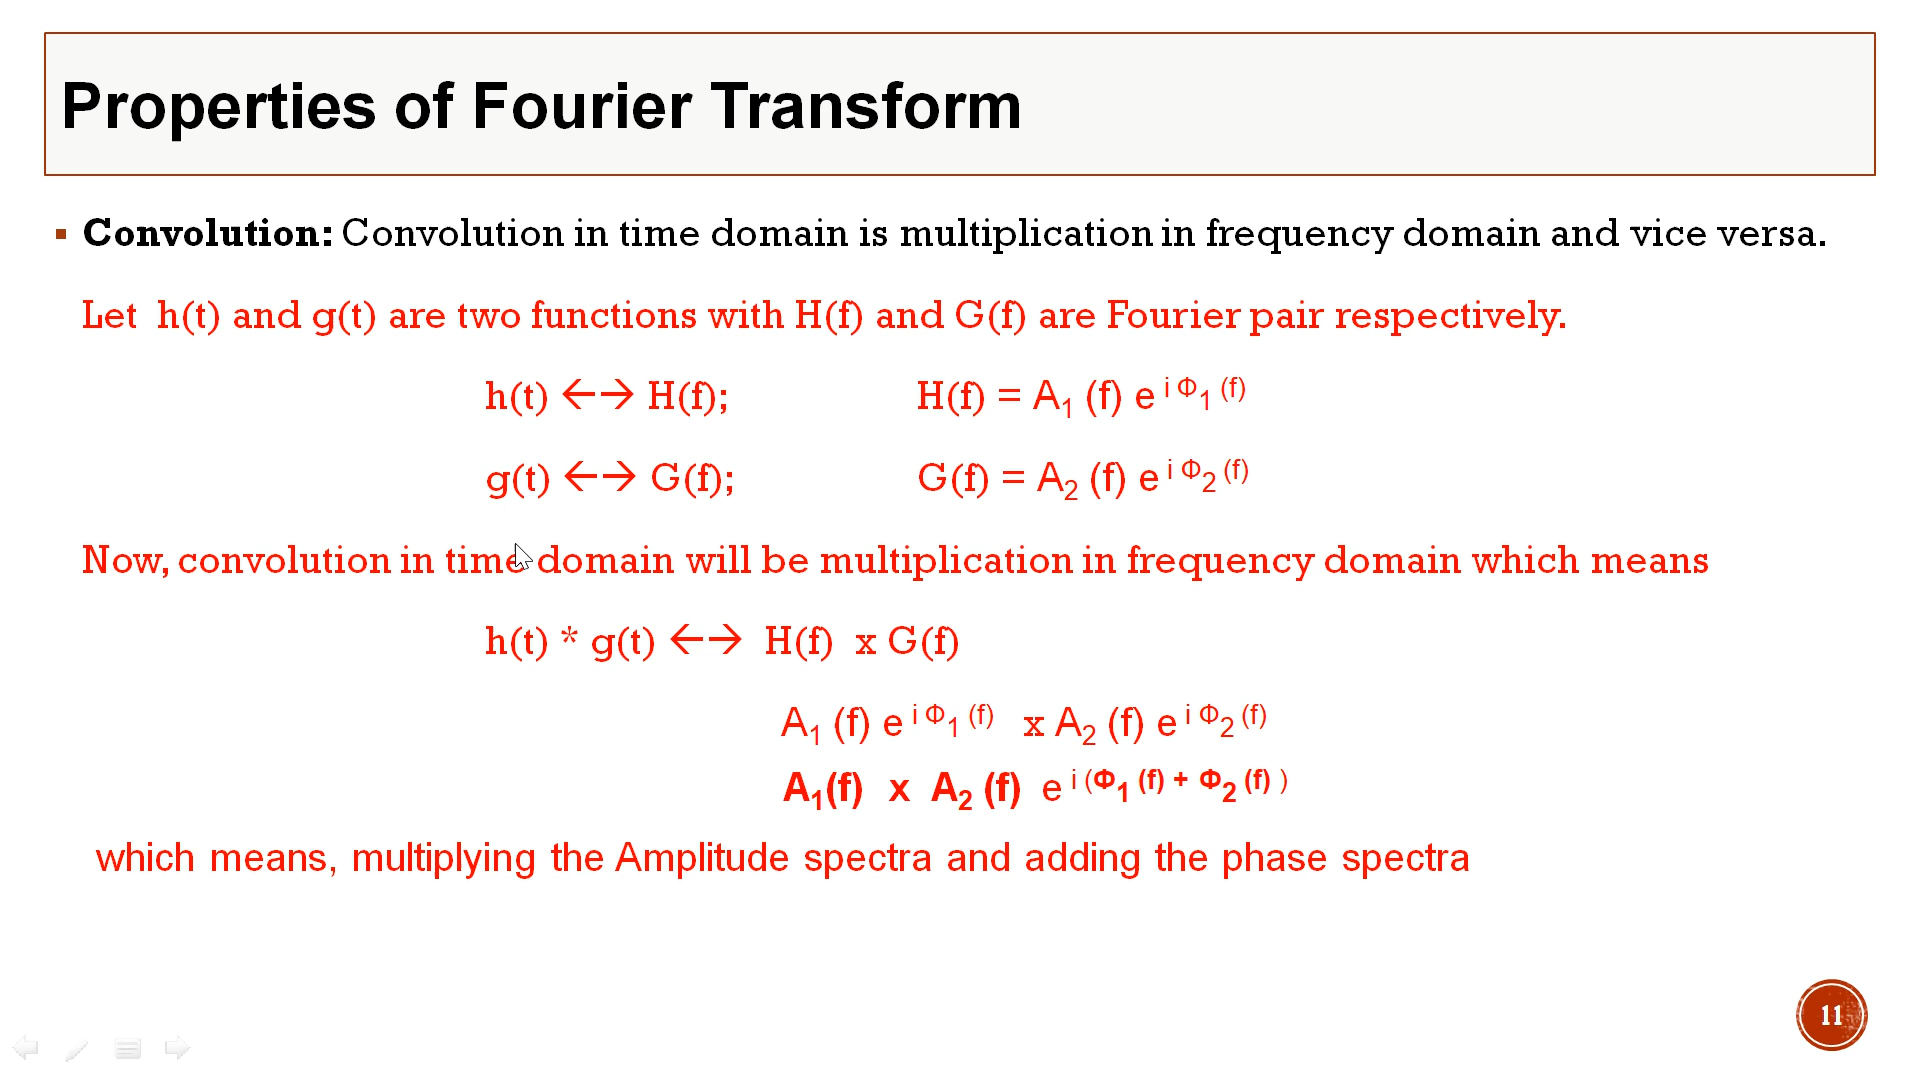 Properties of Fourier Transform
▪ Convolution: Convolution in time domain is multiplication in frequency domain and vice versa.
Let h(t) and g(t) are two functions with H(f) and G(f) are Fourier pair respectively.
h(t) ←→ H(f); H(f) = A₁ (f) e^{i Φ₁ (f)}
g(t) ←→ G(f); G(f) = A₂ (f) e^{i Φ₂ (f)}
Now, convolution in time domain will be multiplication in frequency domain which means
h(t) * g(t) ←→ H(f) x G(f)
A₁ (f) e^{i Φ₁ (f)} x A₂ (f) e^{i Φ₂ (f)}
A₁(f) x A₂ (f) e^{i (Φ₁ (f) + Φ₂ (f) )}
which means, multiplying the Amplitude spectra and adding the phase spectra
11